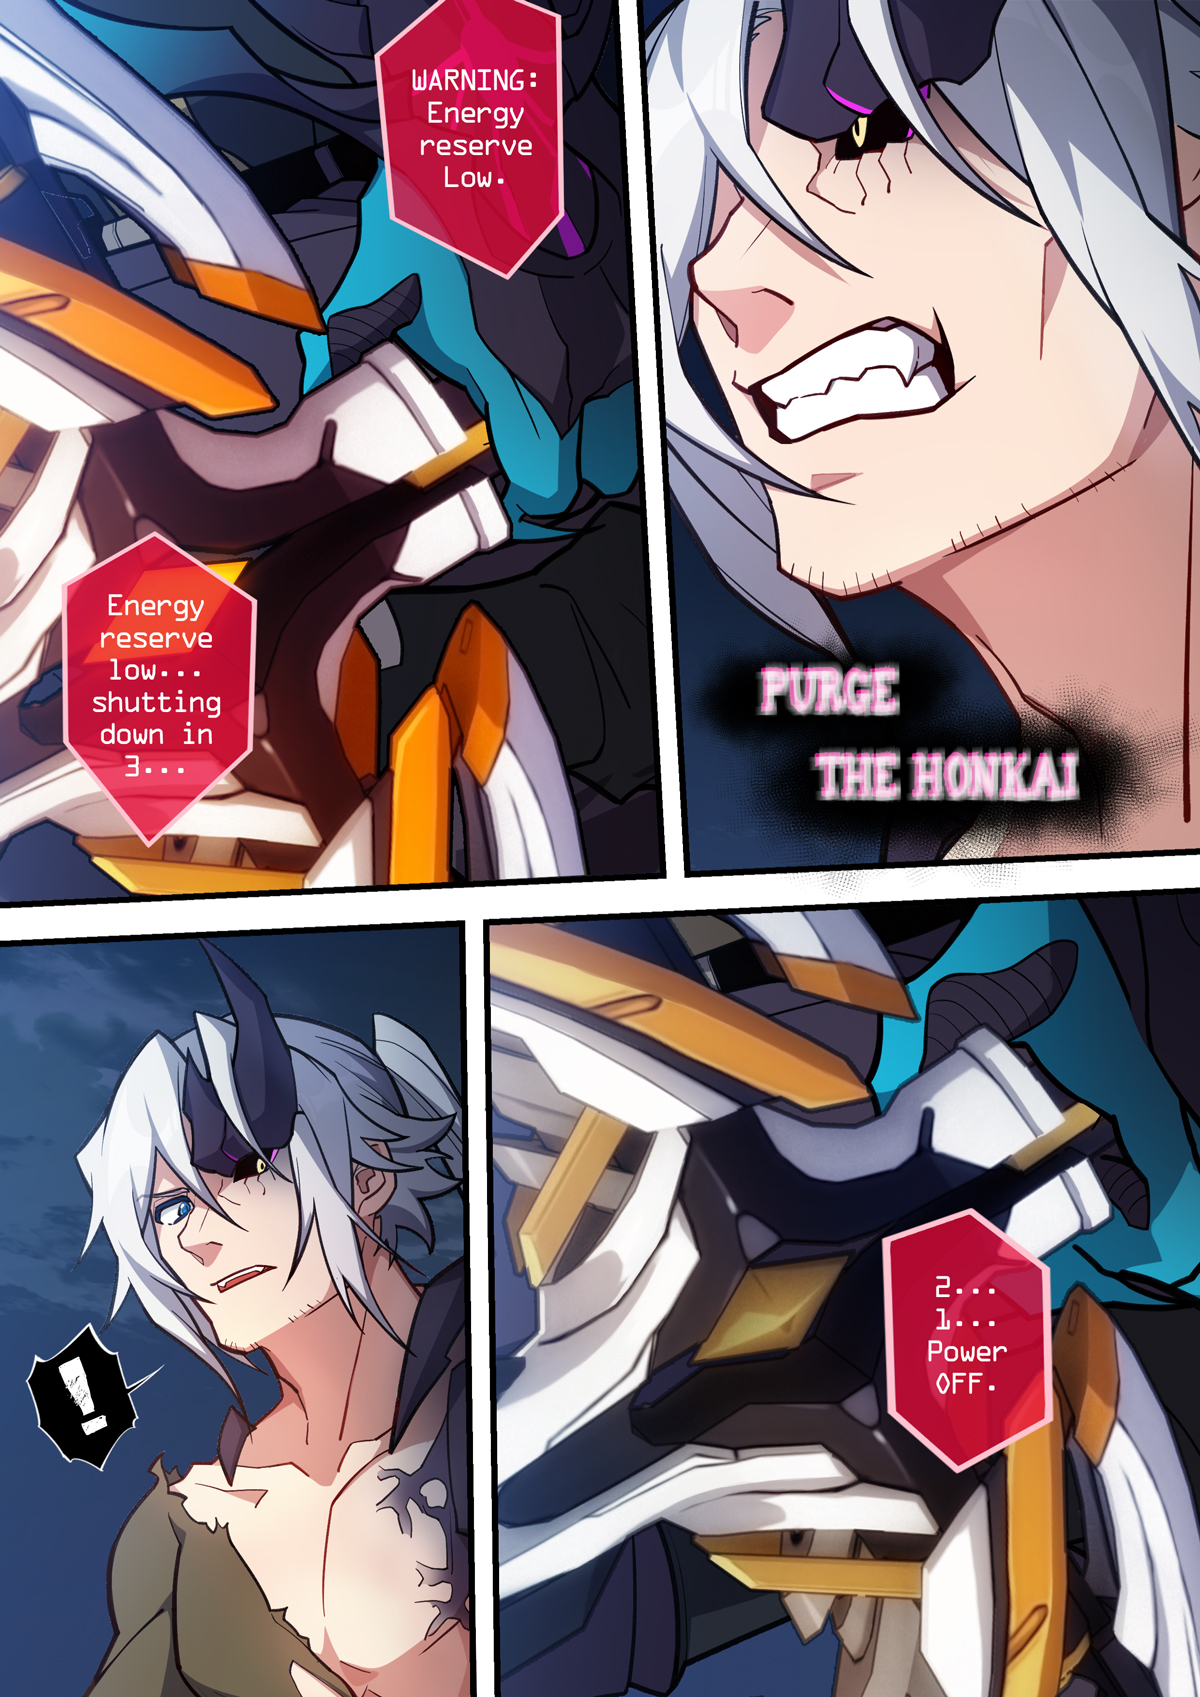 WARNING:
Energy
reserve
Low.
PURGE
THE HONKAI
Energy
reserve
low...
shutting
down in
3...
!
2...
1...
Power
OFF.